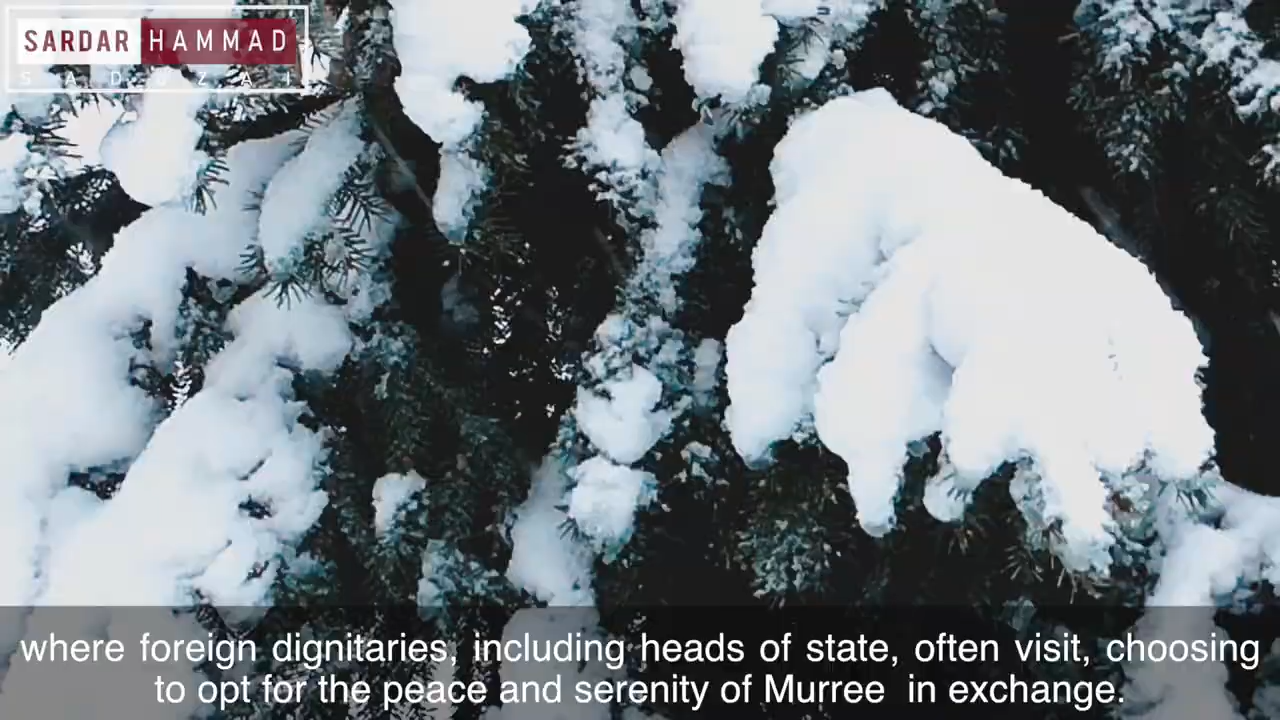 SARDAR HAMMAD
SADUZAI
where foreign dignitaries, including heads of state, often visit, choosing
to opt for the peace and serenity of Murree  in exchange.